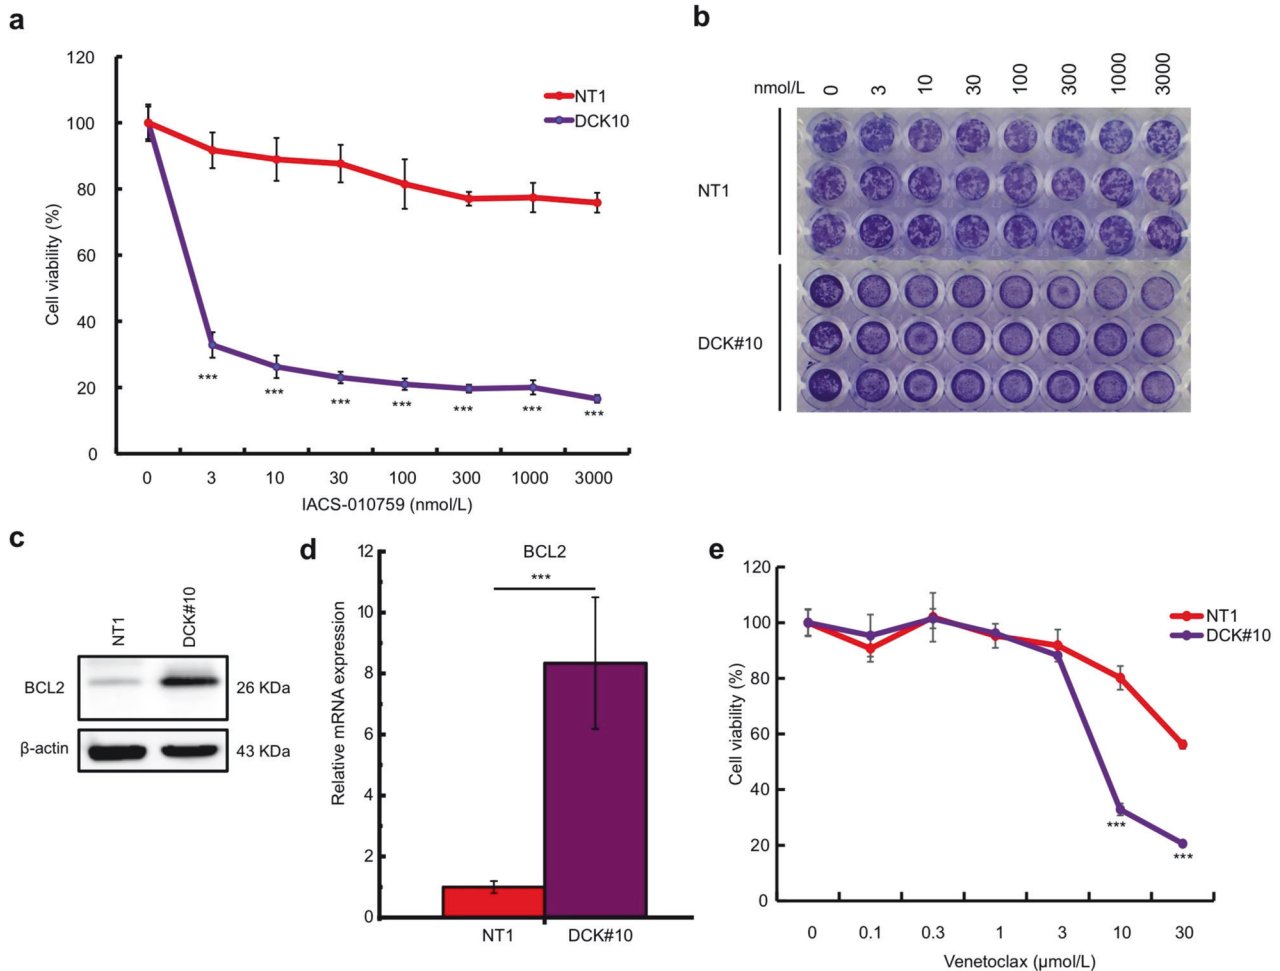 a
120
100
80
60
40
20
0
Cell viability (%)
NT1
DCK10
***
***
***
***
***
***
***
0 3 10 30 100 300 1000 3000
IACS-010759 (nmol/L)
b
nmol/L 0 3 10 30 100 300 1000 3000
NT1
DCK#10
c
NT1 DCK#10
BCL2 26 KDa
β-actin 43 KDa
d
BCL2
***
12
10
8
6
4
2
0
Relative mRNA expression
NT1 DCK#10
e
120
100
80
60
40
20
0
Cell viability (%)
NT1
DCK#10
***
***
0 0.1 0.3 1 3 10 30
Venetoclax (μmol/L)